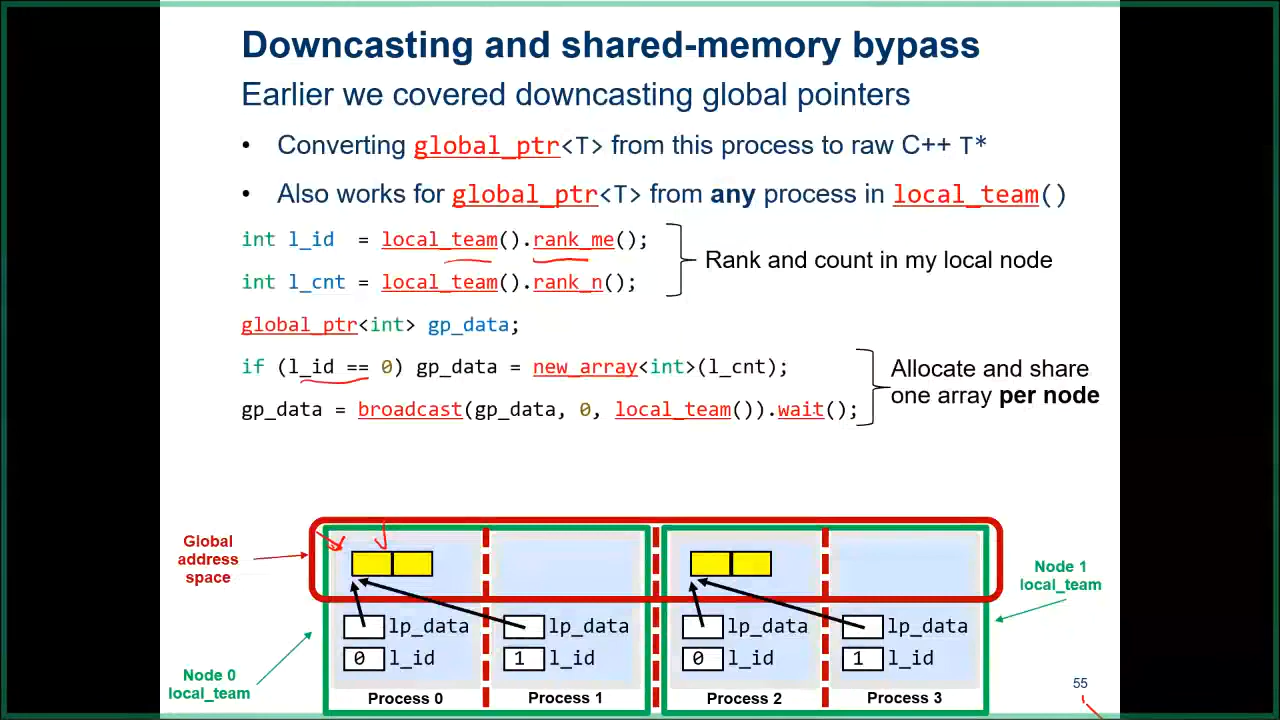 Downcasting and shared-memory bypass
Earlier we covered downcasting global pointers
• Converting global_ptr<T> from this process to raw C++ T*
• Also works for global_ptr<T> from any process in local_team()
int l_id = local_team().rank_me();
int l_cnt = local_team().rank_n();
Rank and count in my local node
global_ptr<int> gp_data;
if (l_id == 0) gp_data = new_array<int>(l_cnt);
gp_data = broadcast(gp_data, 0, local_team()).wait();
Allocate and share
one array per node
Global
address
space
Node 1
local_team
lp_data lp_data lp_data lp_data
0 l_id 1 l_id 0 l_id 1 l_id
Node 0
local_team
Process 0 Process 1 Process 2 Process 3
55